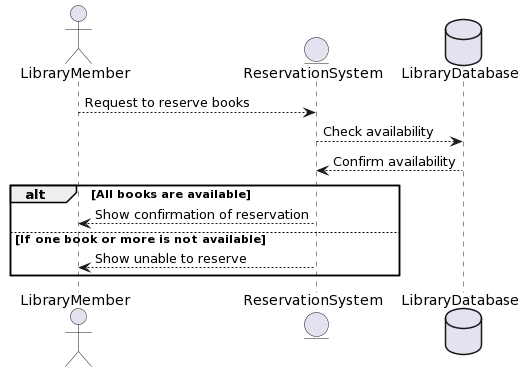 LibraryMember ReservationSystem LibraryDatabase
Request to reserve books
Check availability
Confirm availability
alt [All books are available]
Show confirmation of reservation
[If one book or more is not available]
Show unable to reserve
LibraryMember ReservationSystem LibraryDatabase